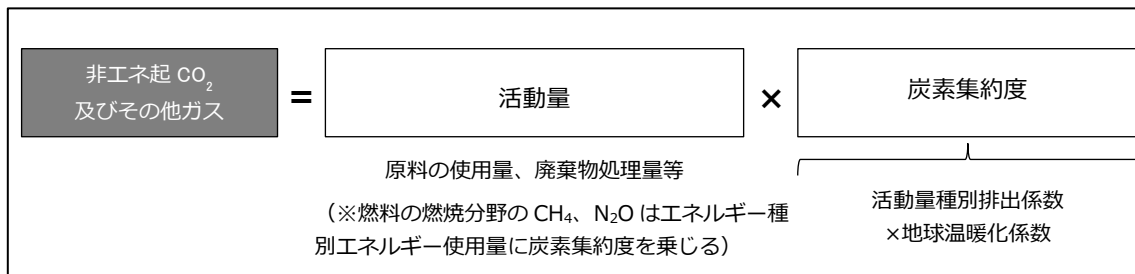 非エネ起 CO₂
及びその他ガス
=
活動量
×
炭素集約度
原料の使用量、廃棄物処理量等
（※燃料の燃焼分野の CH₄、N₂O はエネルギー種
別エネルギー使用量に炭素集約度を乗じる）
活動量種別排出係数
×地球温暖化係数